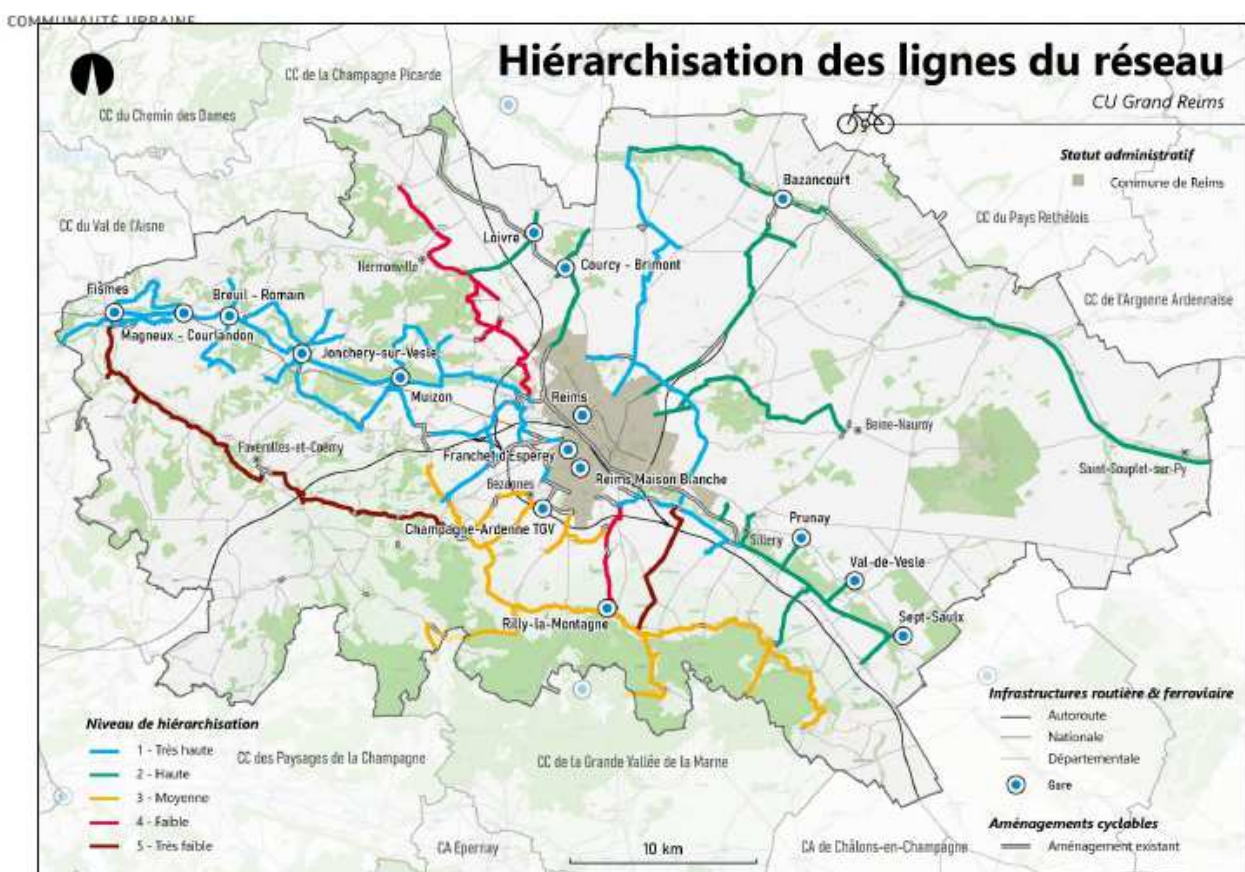 COMMUNAUTÉ URBAINE
Hiérarchisation des lignes du réseau
CU Grand Reims
CC de la Champagne Picarde
CC du Chemin des Dames
Statut administratif
Commune de Reims
CC du Pays Rethélois
CC du Val de l'Aisne
CC de l'Argonne Ardennaise
Bazancourt
Loivre
Hermonville
Courcy - Brimont
Fismes
Breuil - Romain
Magneux - Courlandon
Jonchery-sur-Vesle
Muizon
Reims
Beine-Nauroy
Faverolles-et-Coëmy
Franchet d'Esperey
Saint-Souplet-sur-Py
Reims Maison Blanche
Bezannes
Champagne-Ardenne TGV
Prunay
Sillery
Val-de-Vesle
Rilly-la-Montagne
Sept-Saulx
Niveau de hiérarchisation
1 - Très haute
2 - Haute
3 - Moyenne
4 - Faible
5 - Très faible
CC des Paysages de la Champagne
CC de la Grande Vallée de la Marne
Infrastructures routière & ferroviaire
Autoroute
Nationale
Départementale
Gare
Aménagements cyclables
Aménagement existant
CA Epernay
10 km
CA de Châlons-en-Champagne